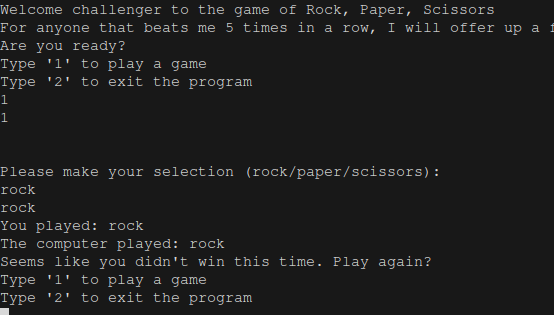 Welcome challenger to the game of Rock, Paper, Scissors
For anyone that beats me 5 times in a row, I will offer up a
Are you ready?
Type '1' to play a game
Type '2' to exit the program
1
1
Please make your selection (rock/paper/scissors):
rock
rock
You played: rock
The computer played: rock
Seems like you didn't win this time. Play again?
Type '1' to play a game
Type '2' to exit the program